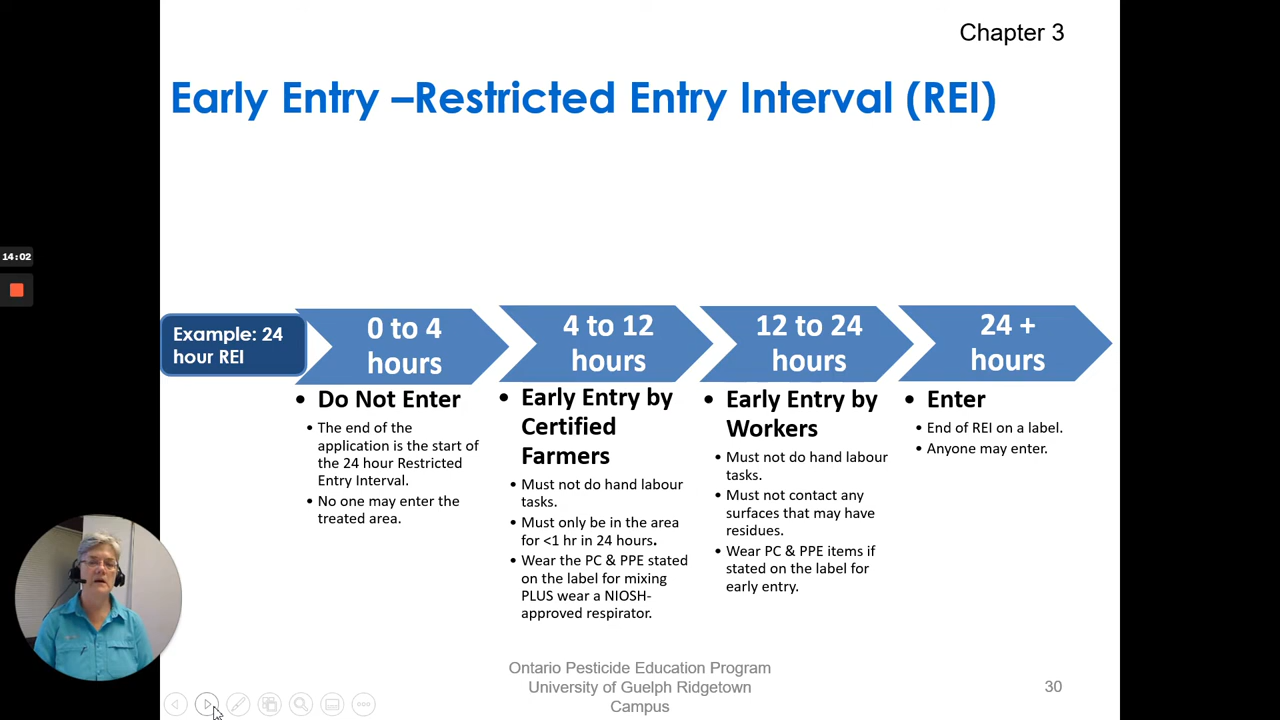 Chapter 3
Early Entry –Restricted Entry Interval (REI)
14:02
Example: 24
hour REI
0 to 4
hours
4 to 12
hours
12 to 24
hours
24 +
hours
• Do Not Enter
• The end of the
application is the start of
the 24 hour Restricted
Entry Interval.
• No one may enter the
treated area.
• Early Entry by
Certified
Farmers
• Must not do hand labour
tasks.
• Must only be in the area
for <1 hr in 24 hours.
• Wear the PC & PPE stated
on the label for mixing
PLUS wear a NIOSH-
approved respirator.
• Early Entry by
Workers
• Must not do hand labour
tasks.
• Must not contact any
surfaces that may have
residues.
• Wear PC & PPE items if
stated on the label for
early entry.
• Enter
• End of REI on a label.
• Anyone may enter.
Ontario Pesticide Education Program
University of Guelph Ridgetown
Campus
30